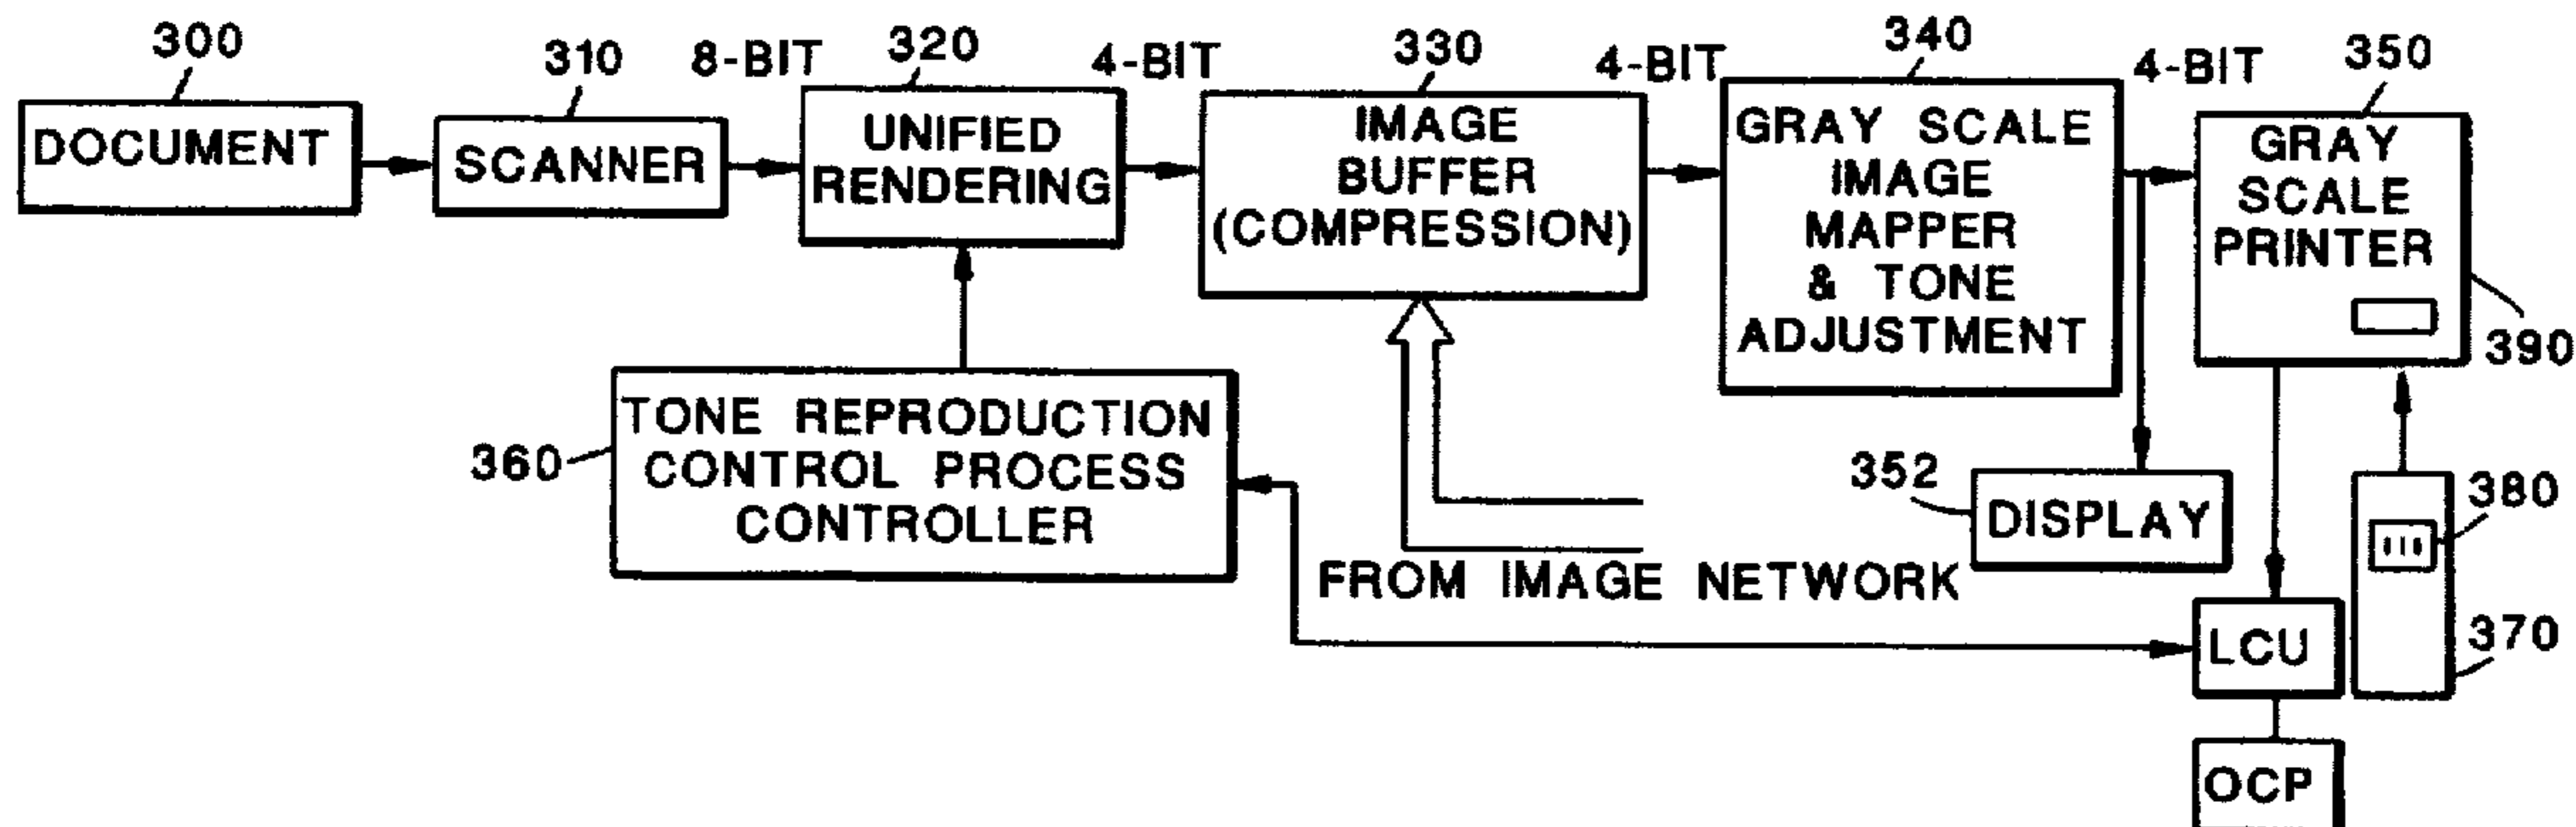 300
DOCUMENT
310
SCANNER
8-BIT
320
UNIFIED
RENDERING
4-BIT
330
IMAGE
BUFFER
(COMPRESSION)
4-BIT
340
GRAY SCALE
IMAGE
MAPPER
& TONE
ADJUSTMENT
4-BIT
350
GRAY
SCALE
PRINTER
390
360
TONE REPRODUCTION
CONTROL PROCESS
CONTROLLER
FROM IMAGE NETWORK
352
DISPLAY
380
370
LCU
OCP